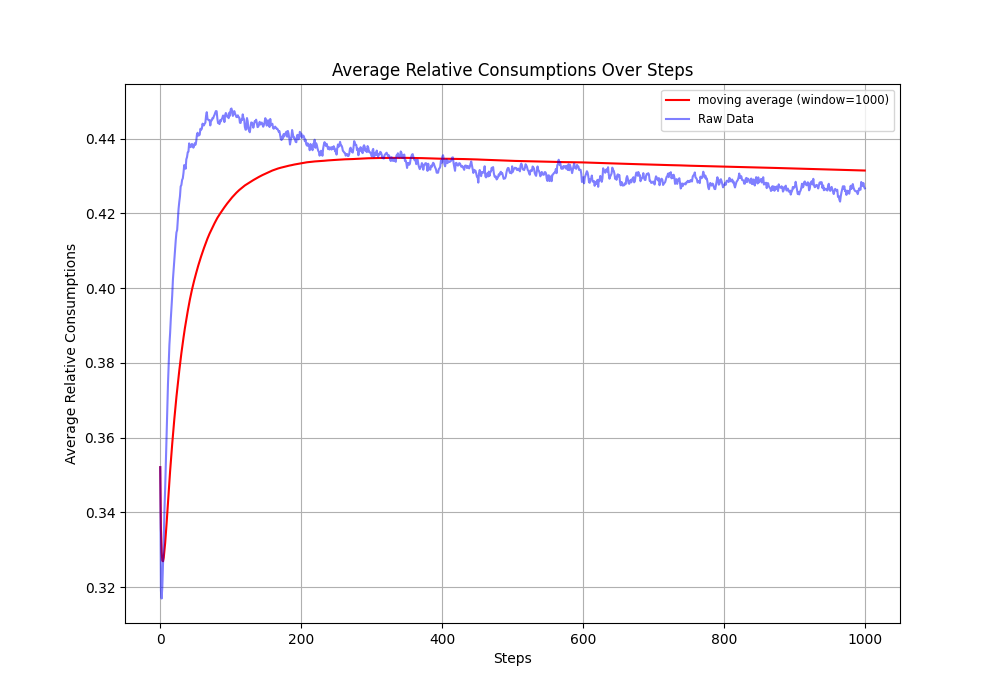 Average Relative Consumptions Over Steps
moving average (window=1000)
Raw Data
Average Relative Consumptions
0.44
0.42
0.40
0.38
0.36
0.34
0.32
0
200
400
600
800
1000
Steps